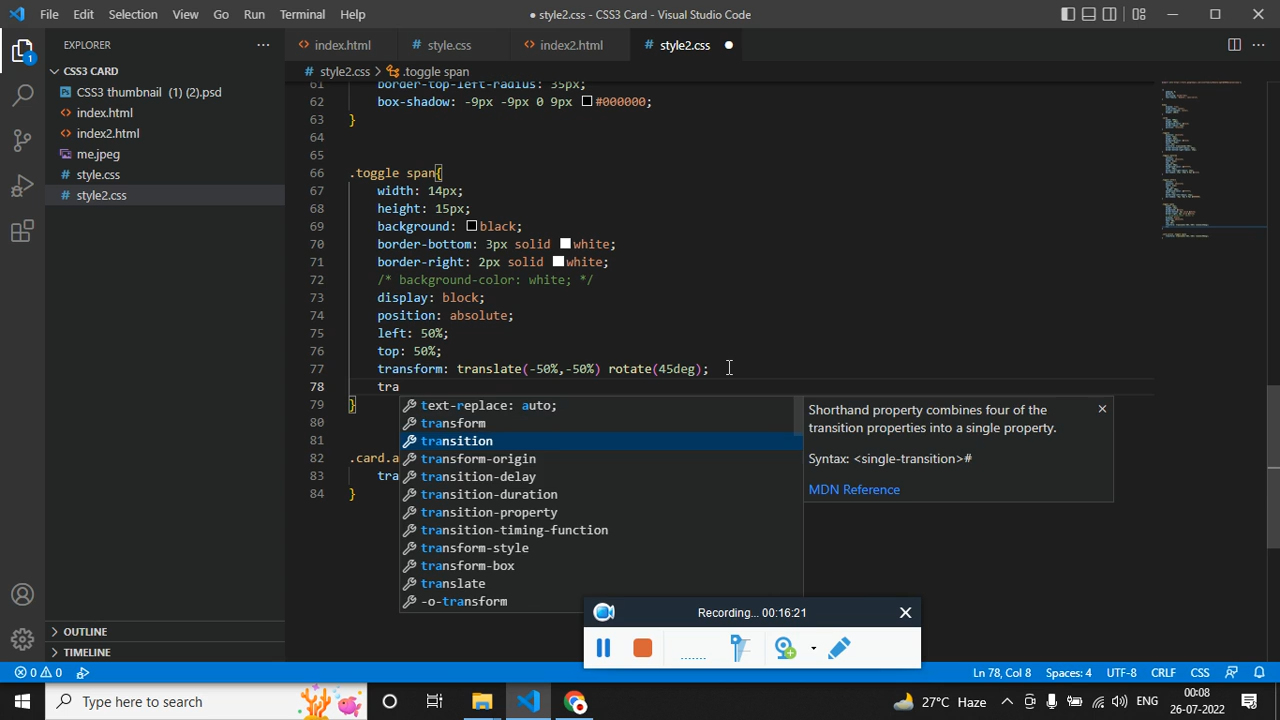 File Edit Selection View Go Run Terminal Help
● style2.css - CSS3 Card - Visual Studio Code
EXPLORER
index.html
style.css
index2.html
style2.css
CSS3 CARD
style2.css > .toggle span
CSS3 thumbnail (1) (2).psd
index.html
index2.html
me.jpeg
style.css
style2.css
61 border-top-left-radius: 35px;
62 box-shadow: -9px -9px 0 9px #000000;
63 }
64
65
66 .toggle span{
67 width: 14px;
68 height: 15px;
69 background: black;
70 border-bottom: 3px solid white;
71 border-right: 2px solid white;
72 /* background-color: white; */
73 display: block;
74 position: absolute;
75 left: 50%;
76 top: 50%;
77 transform: translate(-50%,-50%) rotate(45deg);
78 tra
79 }
80
81
82 .card.a
83 tra
84 }
text-replace: auto;
transform
transition
transform-origin
transition-delay
transition-duration
transition-property
transition-timing-function
transform-style
transform-box
translate
-o-transform
Shorthand property combines four of the
transition properties into a single property.
Syntax: <single-transition>#
MDN Reference
Recording... 00:16:21
OUTLINE
TIMELINE
0 0
Ln 78, Col 8 Spaces: 4 UTF-8 CRLF CSS
Type here to search
27°C Haze
ENG
00:08
26-07-2022
1